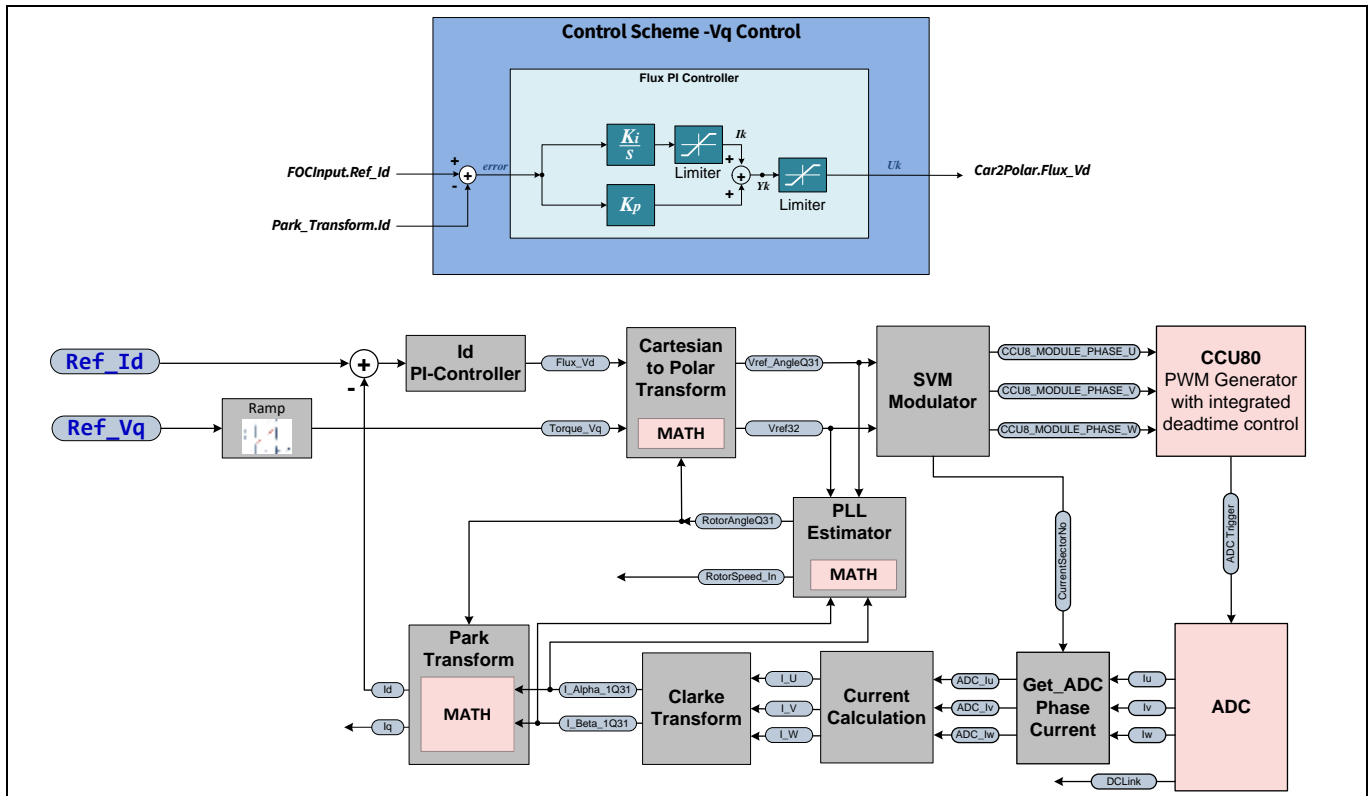 Control Scheme -Vq Control
Flux PI Controller
Ki
s
Limiter
Ik
+
+
+
Yk
Kp
Limiter
Uk
FOCInput.Ref_Id
+
-
+
error
Park_Transform.Id
Car2Polar.Flux_Vd
Ref_Id
+
-
Id
PI-Controller
Flux_Vd
Cartesian
to Polar
Transform
MATH
Vref_AngleQ31
SVM
Modulator
CCU8_MODULE_PHASE_U
CCU8_MODULE_PHASE_V
CCU8_MODULE_PHASE_W
CCU80
PWM Generator
with integrated
deadtime control
Ref_Vq
Ramp
Torque_Vq
Vref32
RotorAngleQ31
PLL
Estimator
MATH
RotorSpeed_In
CurrentSectorNo
ADC Trigger
Park
Transform
MATH
Id
Iq
I_Alpha_1Q31
I_Beta_1Q31
Clarke
Transform
I_U
I_V
I_W
Current
Calculation
ADC_Iu
ADC_Iv
ADC_Iw
Get_ADC
Phase
Current
Iu
Iv
Iw
ADC
DCLink